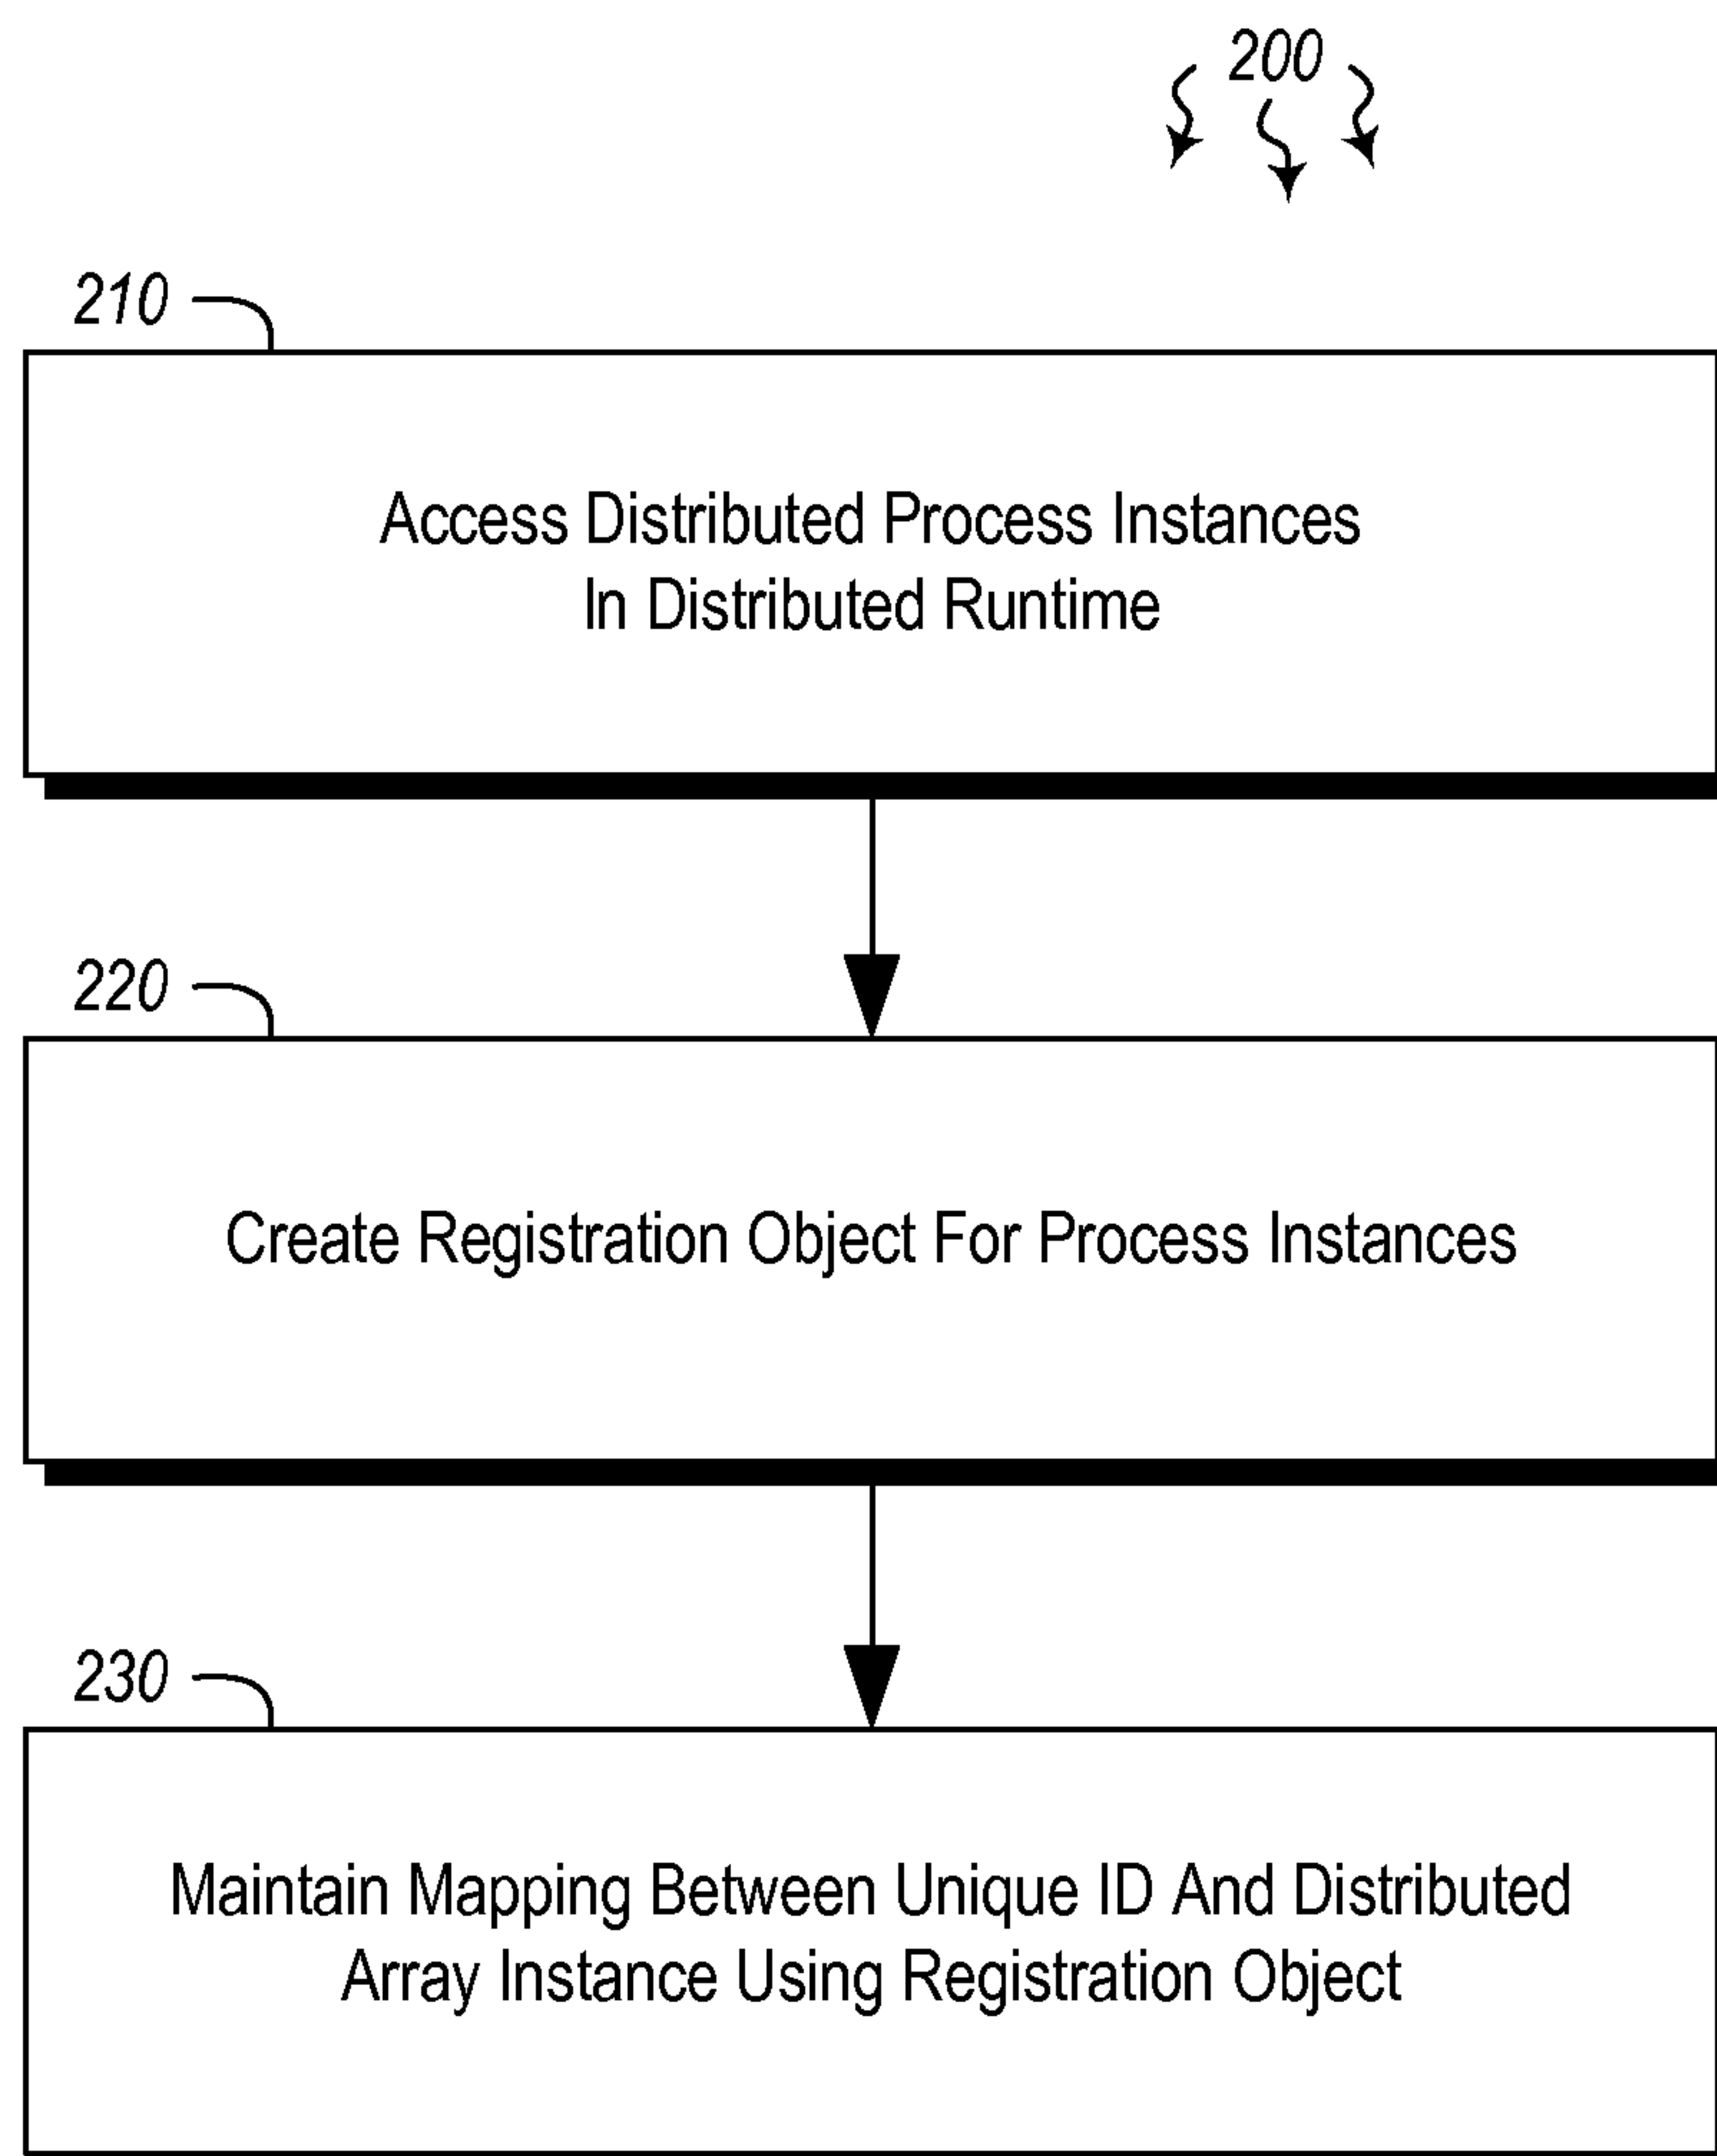 200
210
Access Distributed Process Instances
In Distributed Runtime
220
Create Registration Object For Process Instances
230
Maintain Mapping Between Unique ID And Distributed
Array Instance Using Registration Object